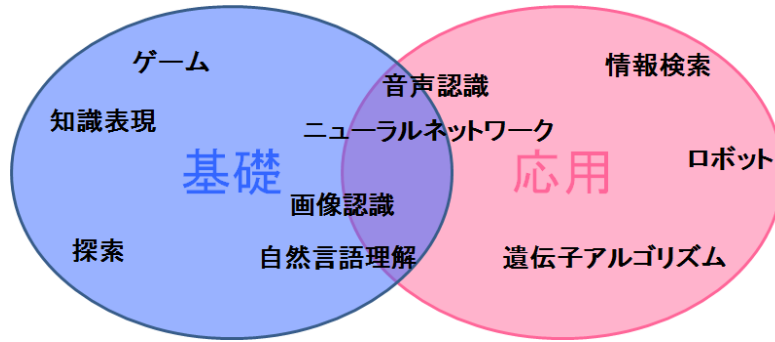 ゲーム
情報検索
音声認識
知識表現
ニューラルネットワーク
ロボット
基礎
応用
画像認識
探索
自然言語理解
遺伝子アルゴリズム